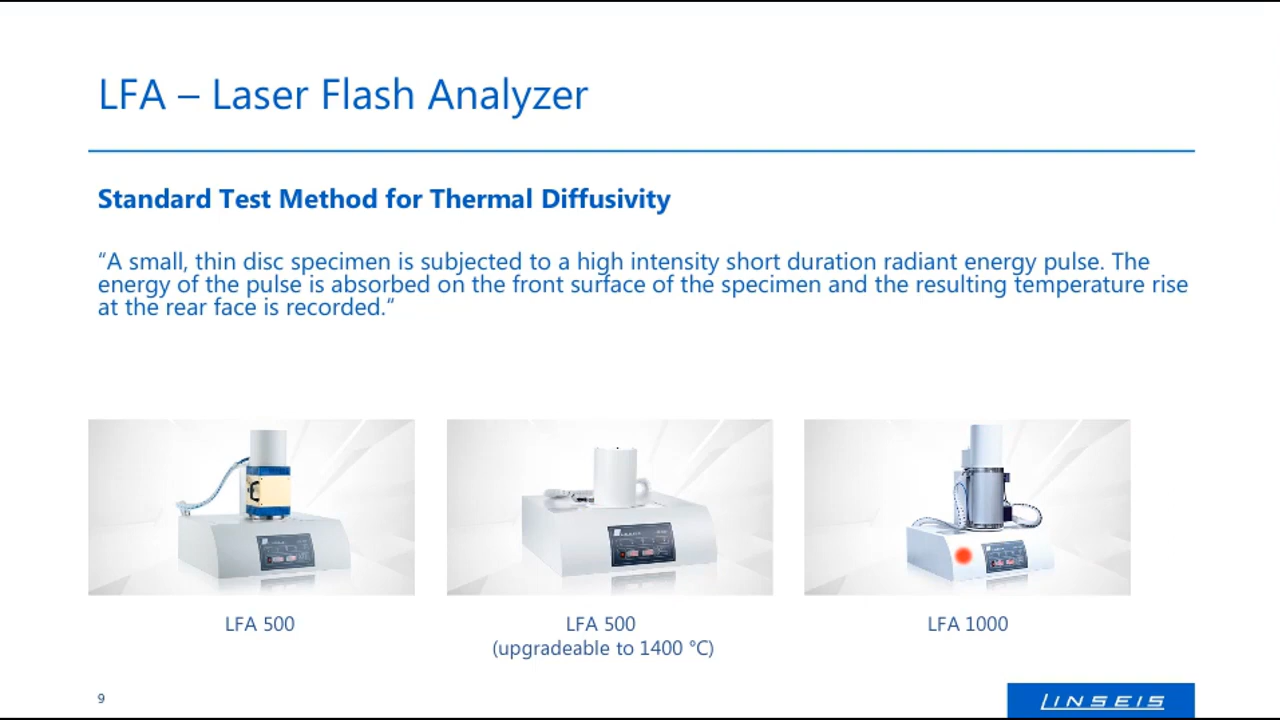 LFA – Laser Flash Analyzer
Standard Test Method for Thermal Diffusivity
“A small, thin disc specimen is subjected to a high intensity short duration radiant energy pulse. The
energy of the pulse is absorbed on the front surface of the specimen and the resulting temperature rise
at the rear face is recorded.“
LFA 500
LFA 500
(upgradeable to 1400 °C)
LFA 1000
9
LINSEIS